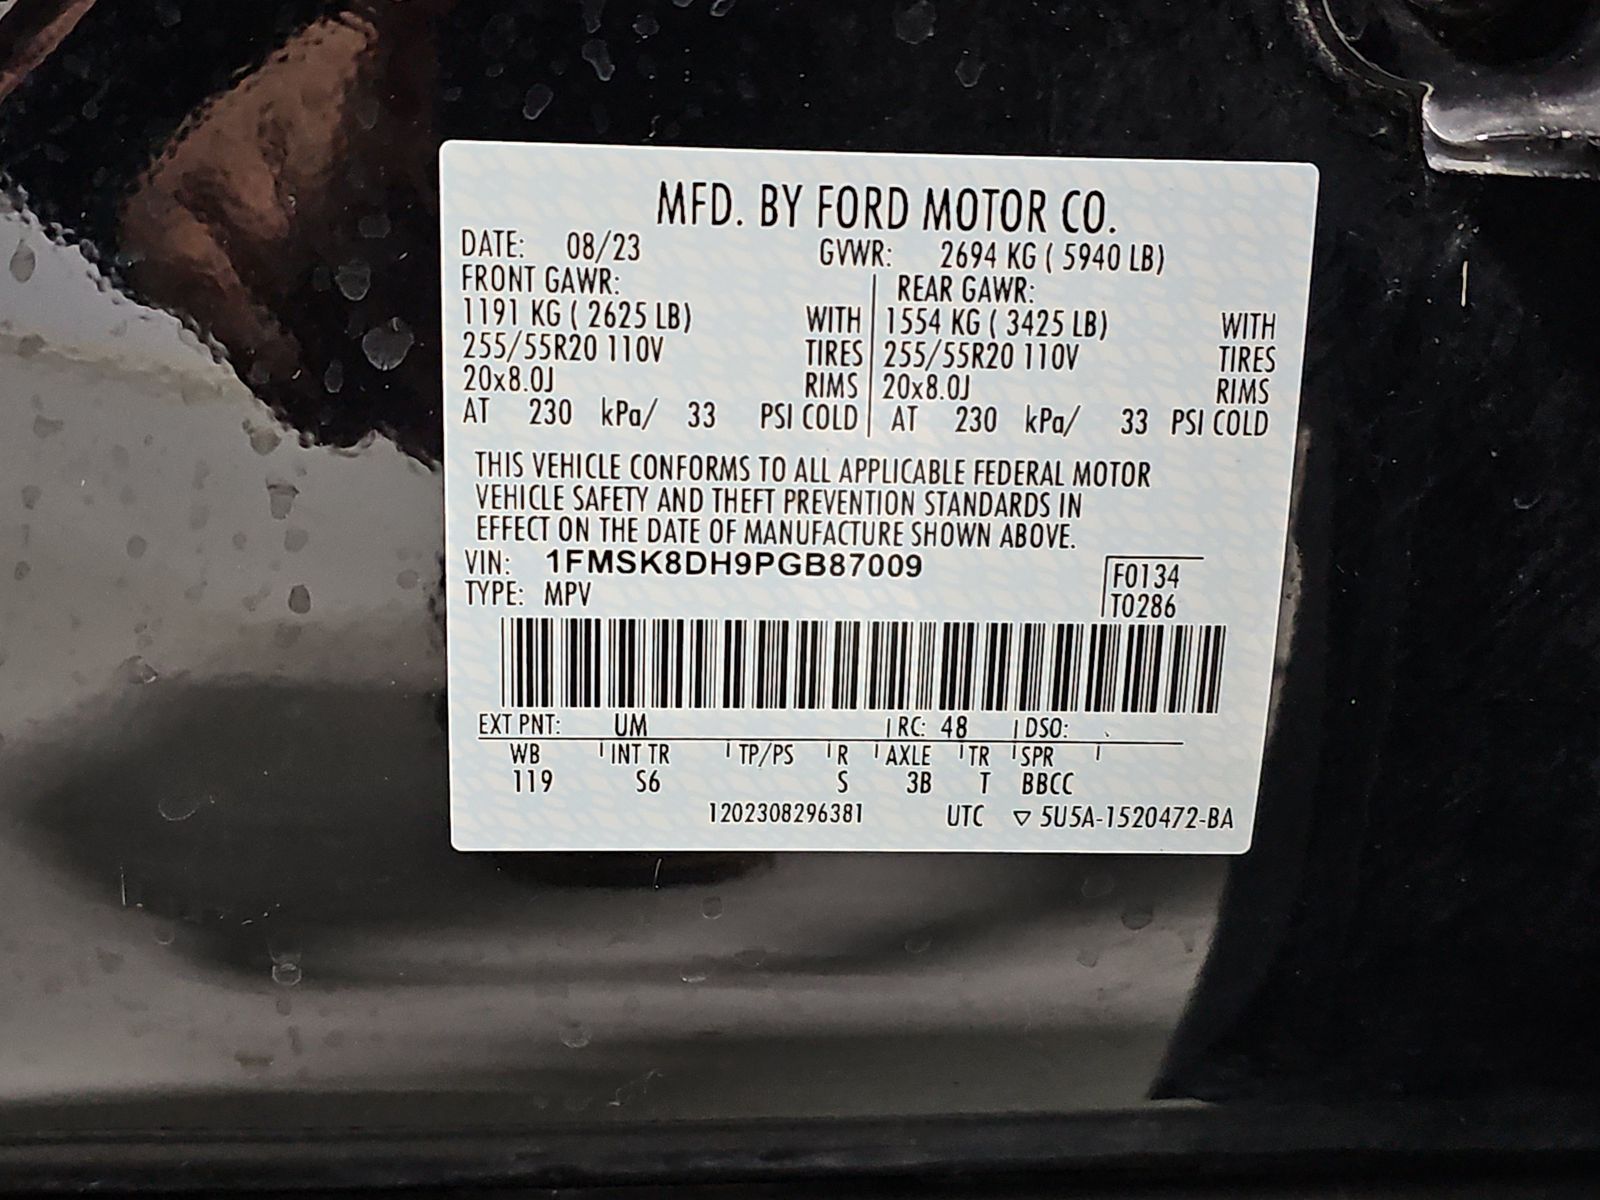 MFD. BY FORD MOTOR CO.
DATE: 08/23 GVWR: 2694 KG ( 5940 LB)
FRONT GAWR: REAR GAWR:
1191 KG ( 2625 LB) WITH 1554 KG ( 3425 LB) WITH
255/55R20 110V TIRES 255/55R20 110V TIRES
20x8.0J RIMS 20x8.0J RIMS
AT 230 kPa/ 33 PSI COLD AT 230 kPa/ 33 PSI COLD
THIS VEHICLE CONFORMS TO ALL APPLICABLE FEDERAL MOTOR
VEHICLE SAFETY AND THEFT PREVENTION STANDARDS IN
EFFECT ON THE DATE OF MANUFACTURE SHOWN ABOVE.
VIN: 1FMSK8DH9PGB87009
TYPE: MPV
F0134
T0286
EXT PNT: UM RC: 48 DSO:
WB INT TR TP/PS R AXLE TR SPR
119 S6 S 3B T BBCC
1202308296381 UTC ▽ 5U5A-1520472-BA